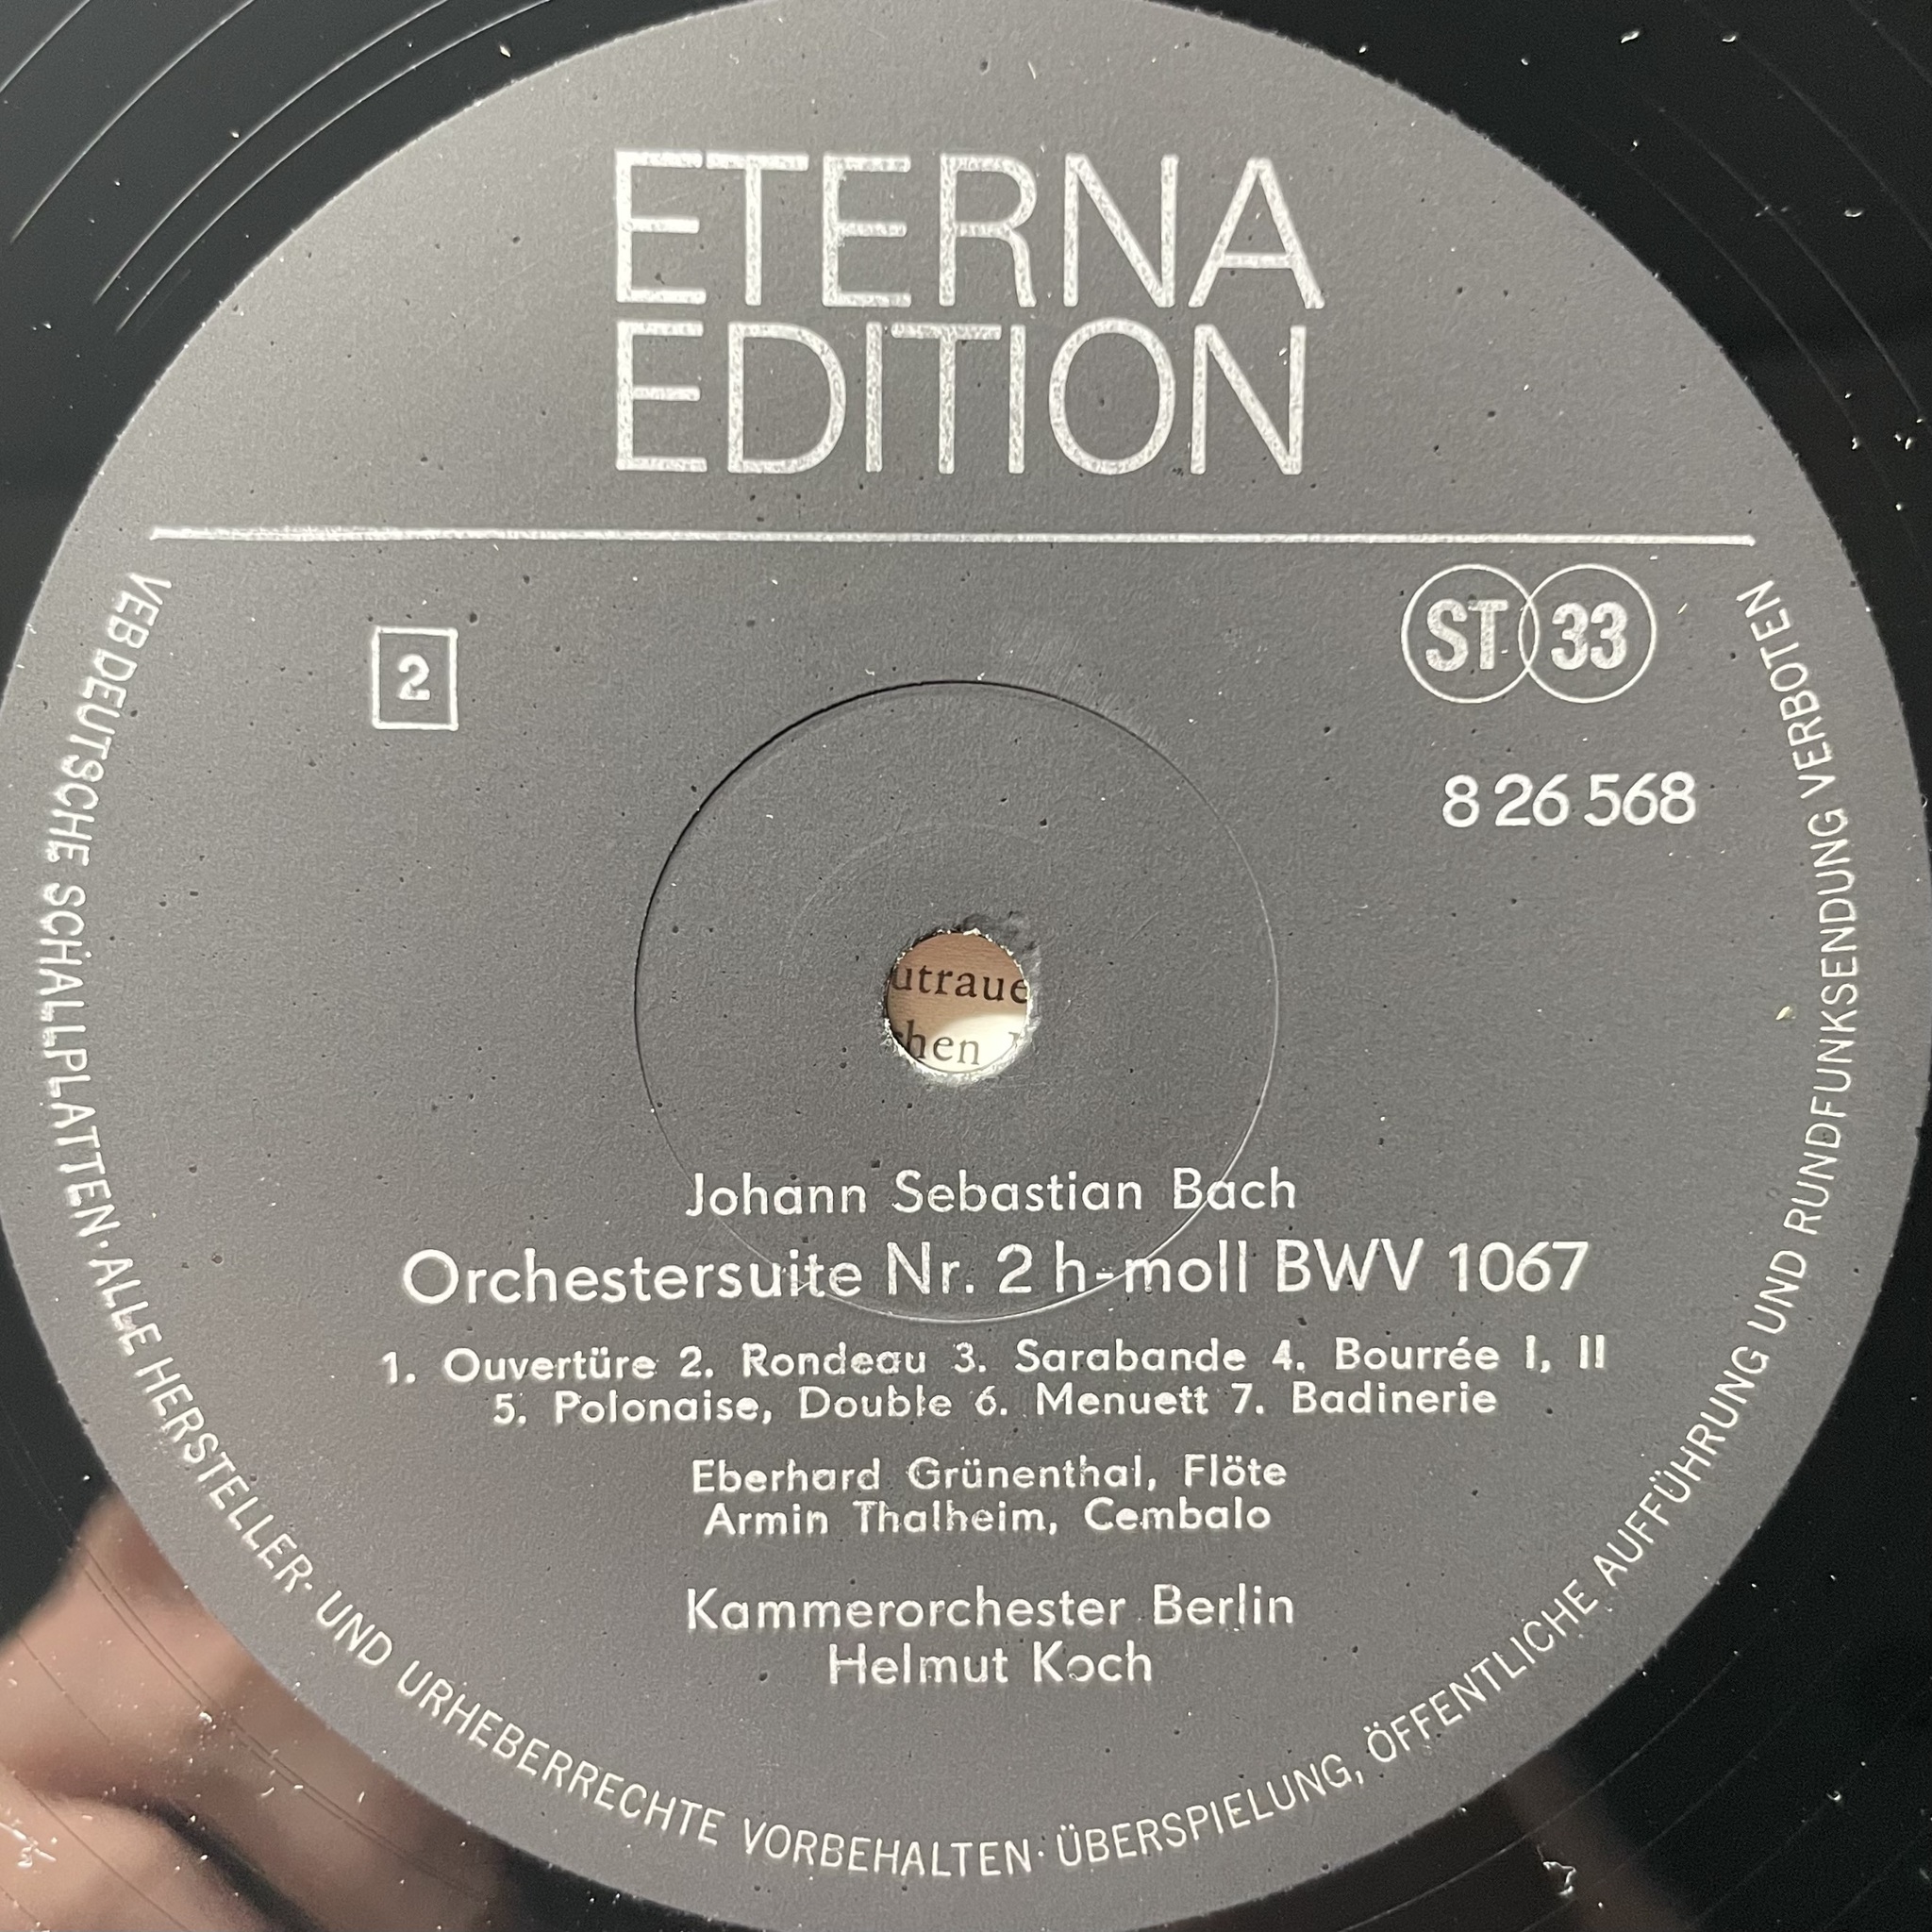 ETERNA
EDITION
2
ST 33
8 26 568
utraue
hen
Johann Sebastian Bach
Orchestersuite Nr. 2 h-moll BWV 1067
1. Ouvertüre 2. Rondeau 3. Sarabande 4. Bourrée I, II
5. Polonaise, Double 6. Menuett 7. Badinerie
Eberhard Grünenthal, Flöte
Armin Thalheim, Cembalo
Kammerorchester Berlin
Helmut Koch
VEB DEUTSCHE SCHALLPLATTEN · ALLE HERSTELLER- UND URHEBERRECHTE VORBEHALTEN · ÜBERSPIELUNG, ÖFFENTLICHE AUFFÜHRUNG UND RUNDFUNKSENDUNG VERBOTEN